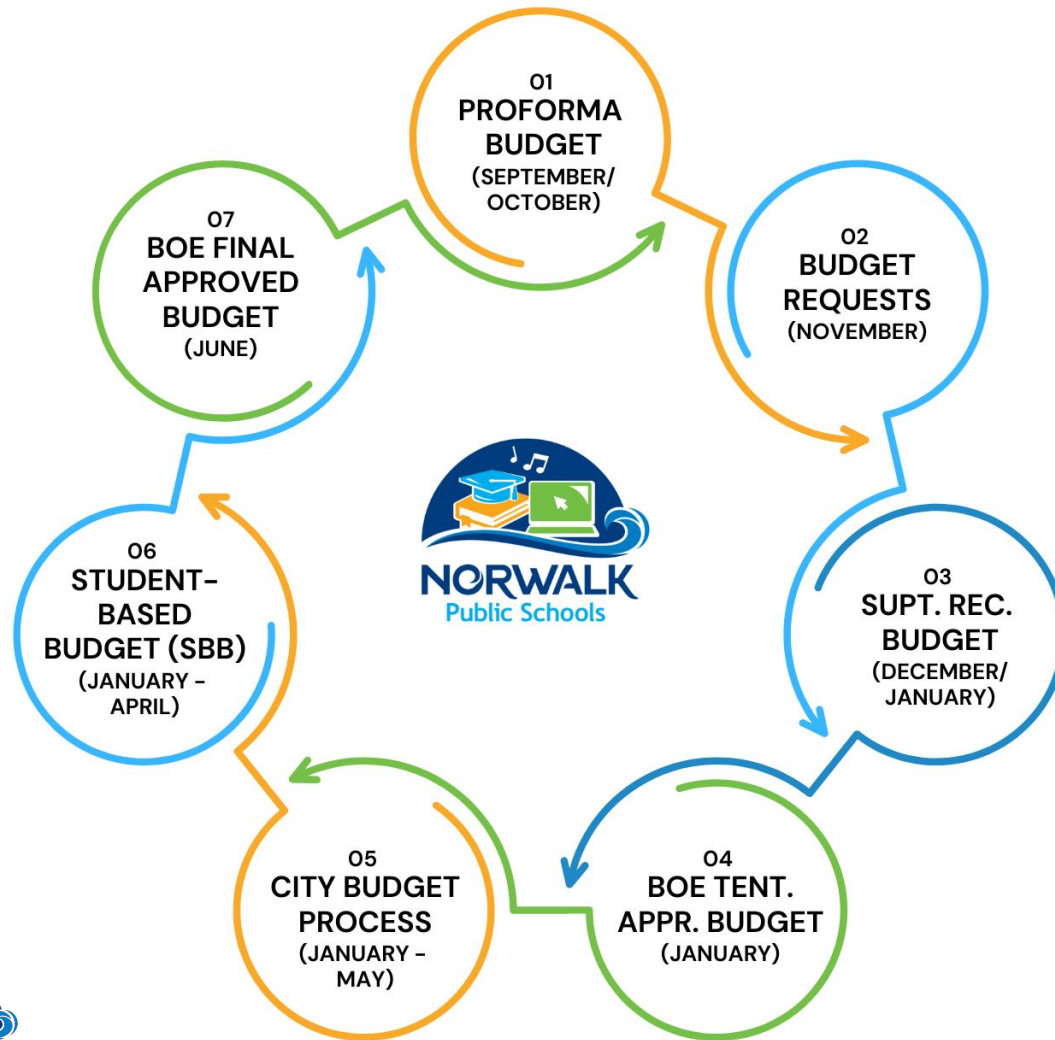 01
PROFORMA
BUDGET
(SEPTEMBER/
OCTOBER)
02
BUDGET
REQUESTS
(NOVEMBER)
03
SUPT. REC.
BUDGET
(DECEMBER/
JANUARY)
04
BOE TENT.
APPR. BUDGET
(JANUARY)
05
CITY BUDGET
PROCESS
(JANUARY –
MAY)
06
STUDENT-
BASED
BUDGET (SBB)
(JANUARY –
APRIL)
07
BOE FINAL
APPROVED
BUDGET
(JUNE)
NORWALK
Public Schools